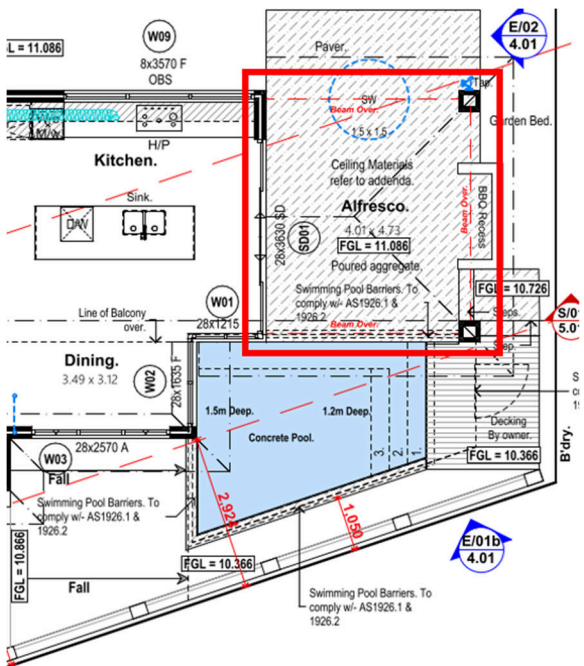 E/02
4.01
W09
8x3570 F
OBS
L = 11.086
Paver.
Tap.
Garden Bed.
SW
Beam Over.
1.5 x 1.5
H/P
Kitchen.
Sink.
D/W
Ceiling Materials
refer to addenda.
Alfresco.
4.01 x 4.73
FGL = 11.086
Poured aggregate.
SD01
28x3630 SD
Beam Over.
BBQ Recess
Swimming Pool Barriers. To
comply w/- AS1926.1 &
1926.2
Beam Over.
FGL = 10.726
Steps.
Step.
S/0
5.0
W01
28x1215
Line of Balcony
over.
Dining.
3.49 x 3.12
W02
28x1635 F
1.5m Deep.
1.2m Deep.
Concrete Pool.
3.
2.
1.
Decking
By owner.
FGL = 10.366
B'dry.
W03
28x2570 A
Fall
Swimming Pool Barriers. To
comply w/- AS1926.1 &
1926.2
2.924
1.050
E/01b
4.01
FGL = 10.866
FGL = 10.366
Fall
Swimming Pool Barriers. To
comply w/- AS1926.1 &
1926.2